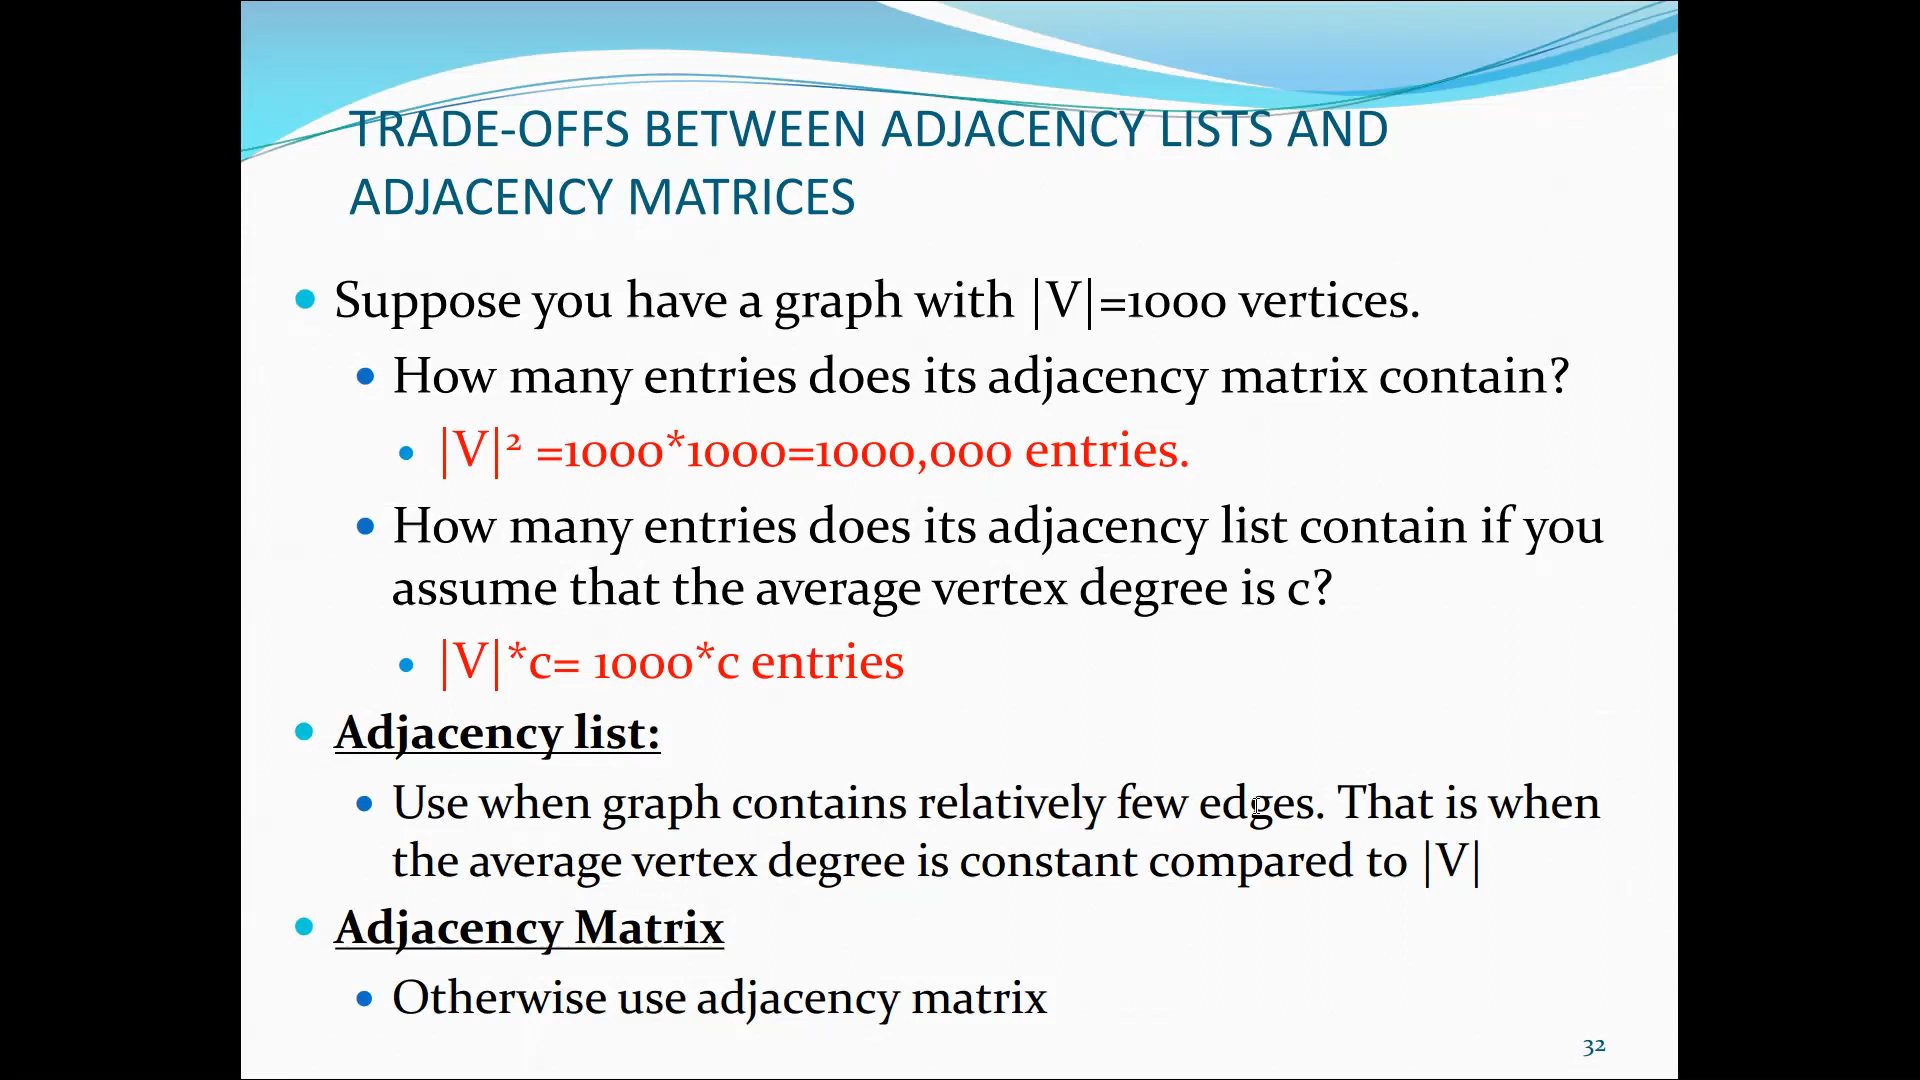 TRADE-OFFS BETWEEN ADJACENCY LISTS AND
ADJACENCY MATRICES
• Suppose you have a graph with |V|=1000 vertices.
• How many entries does its adjacency matrix contain?
• |V|² =1000*1000=1000,000 entries.
• How many entries does its adjacency list contain if you
assume that the average vertex degree is c?
• |V|*c= 1000*c entries
• Adjacency list:
• Use when graph contains relatively few edges. That is when
the average vertex degree is constant compared to |V|
• Adjacency Matrix
• Otherwise use adjacency matrix
32